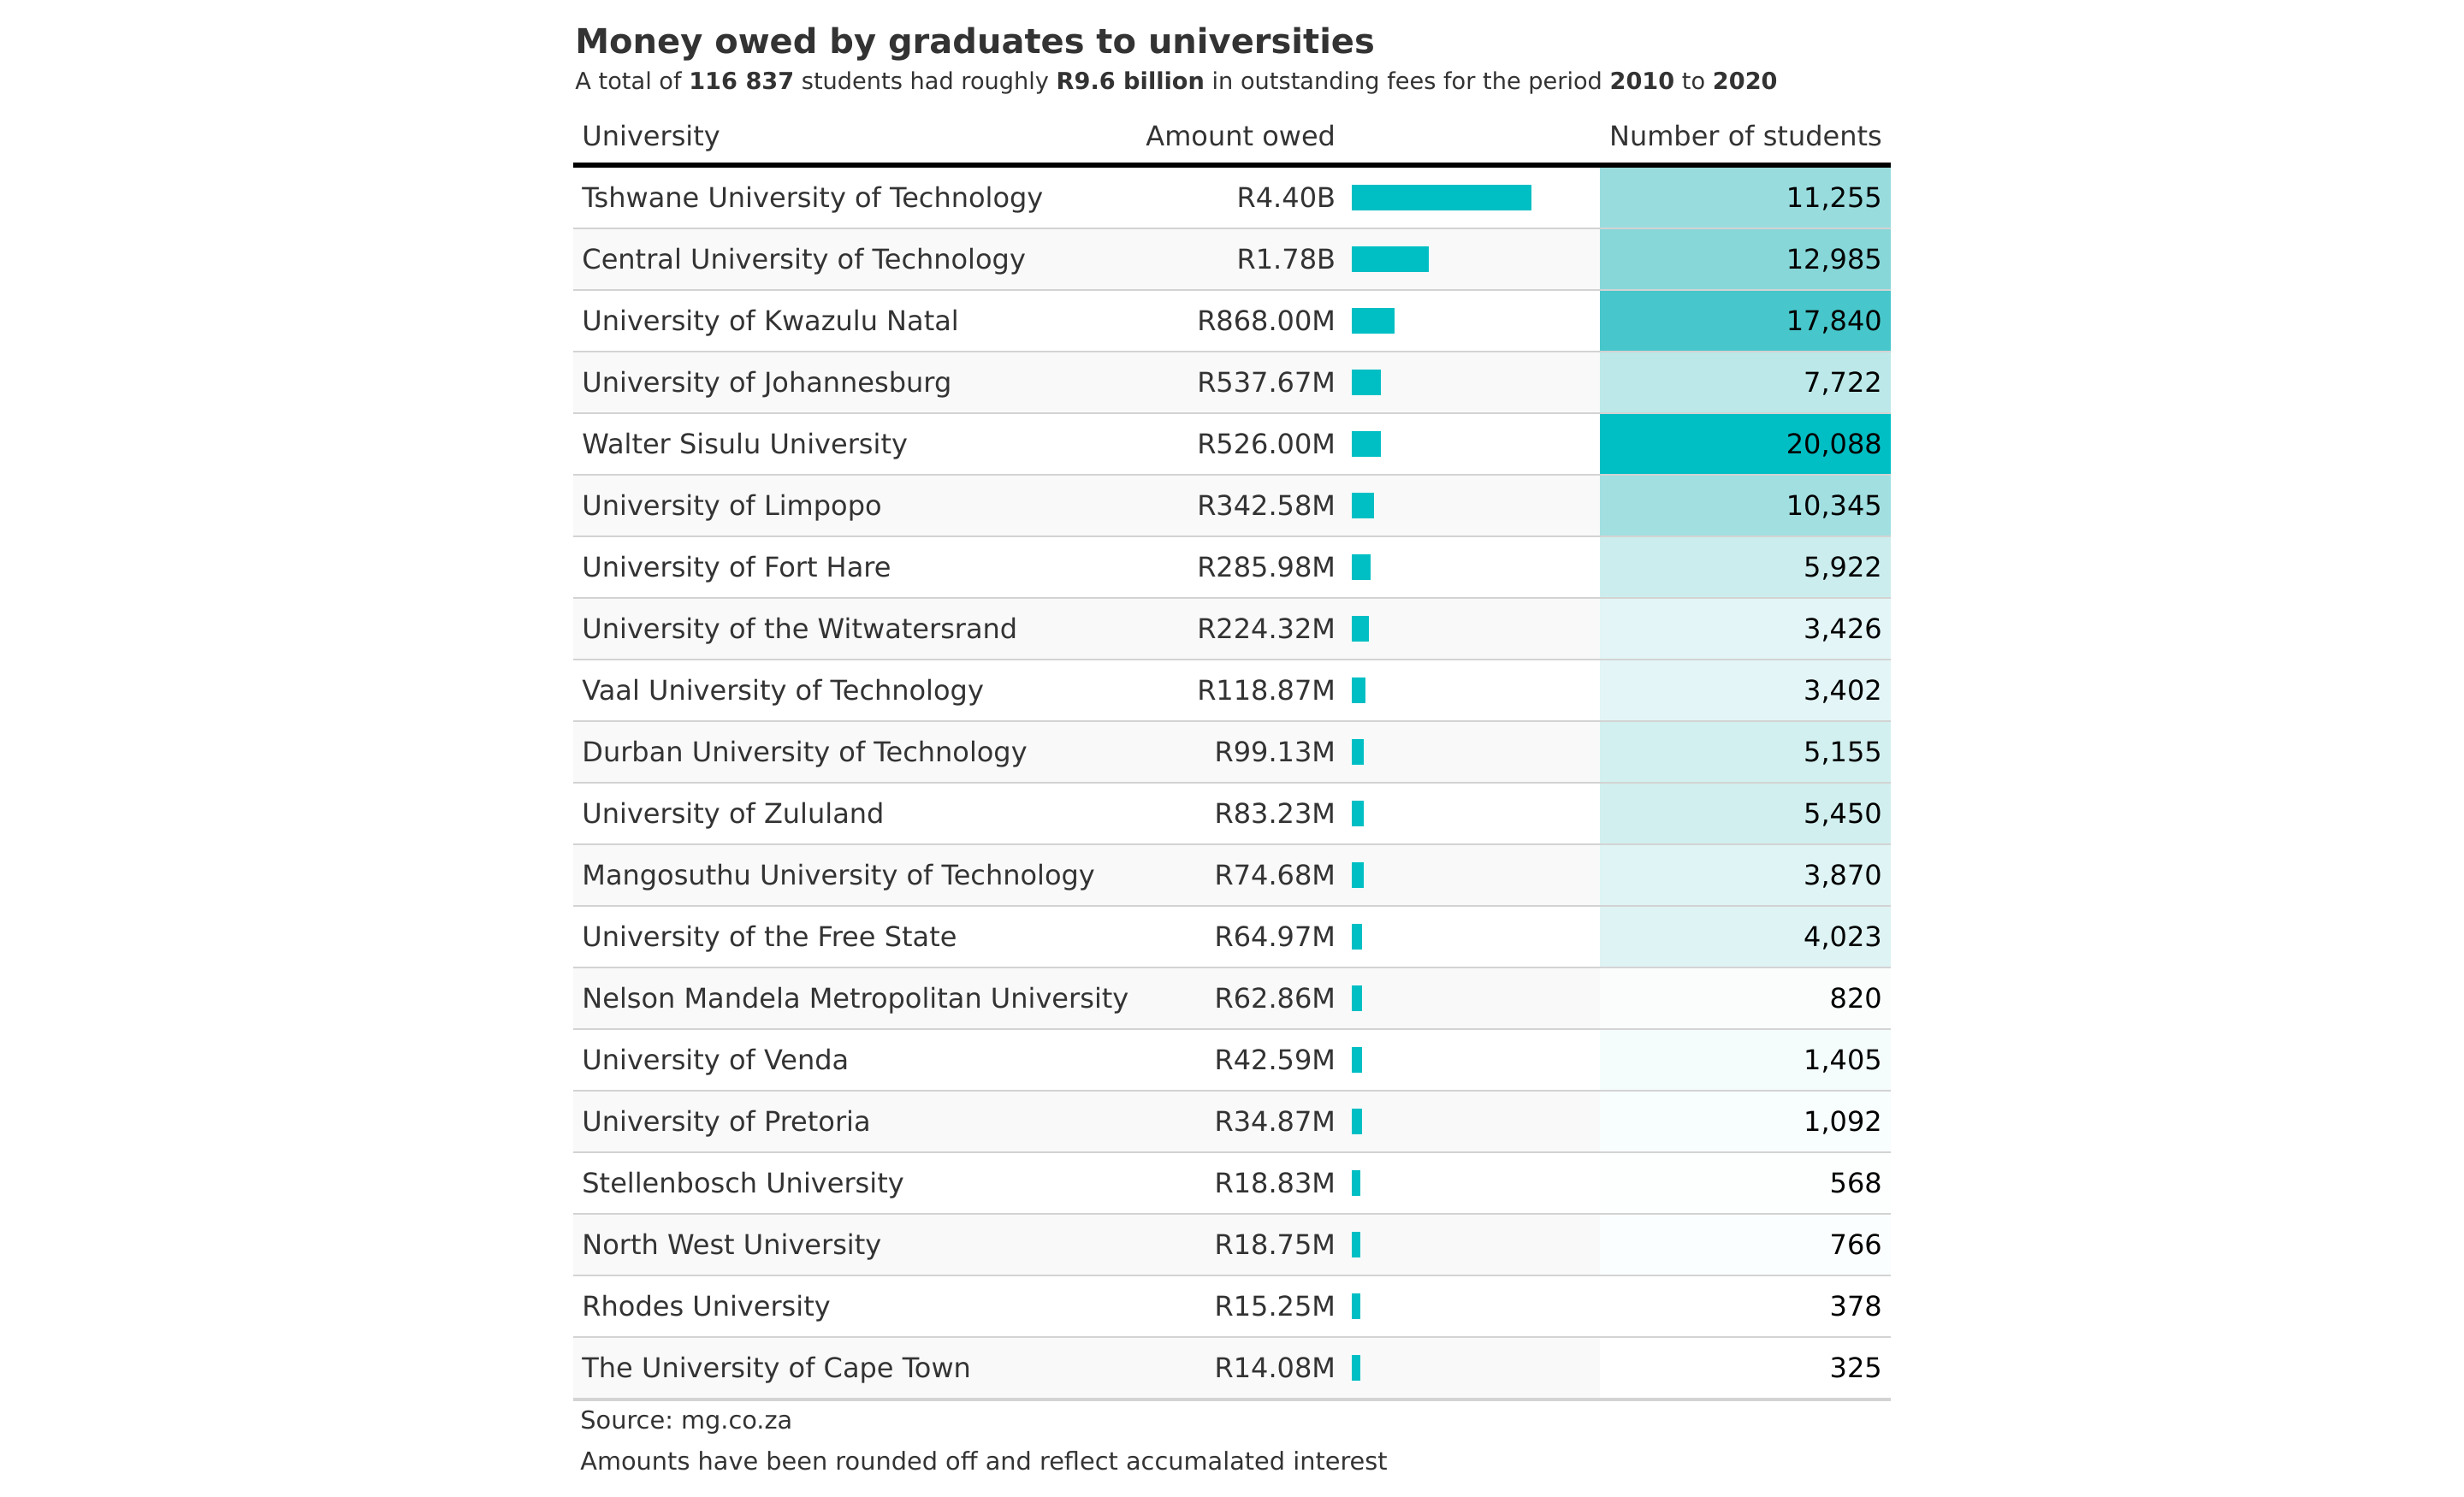 Money owed by graduates to universities
A total of 116 837 students had roughly R9.6 billion in outstanding fees for the period 2010 to 2020
University Amount owed Number of students
Tshwane University of Technology R4.40B 11,255
Central University of Technology R1.78B 12,985
University of Kwazulu Natal R868.00M 17,840
University of Johannesburg R537.67M 7,722
Walter Sisulu University R526.00M 20,088
University of Limpopo R342.58M 10,345
University of Fort Hare R285.98M 5,922
University of the Witwatersrand R224.32M 3,426
Vaal University of Technology R118.87M 3,402
Durban University of Technology R99.13M 5,155
University of Zululand R83.23M 5,450
Mangosuthu University of Technology R74.68M 3,870
University of the Free State R64.97M 4,023
Nelson Mandela Metropolitan University R62.86M 820
University of Venda R42.59M 1,405
University of Pretoria R34.87M 1,092
Stellenbosch University R18.83M 568
North West University R18.75M 766
Rhodes University R15.25M 378
The University of Cape Town R14.08M 325
Source: mg.co.za
Amounts have been rounded off and reflect accumalated interest